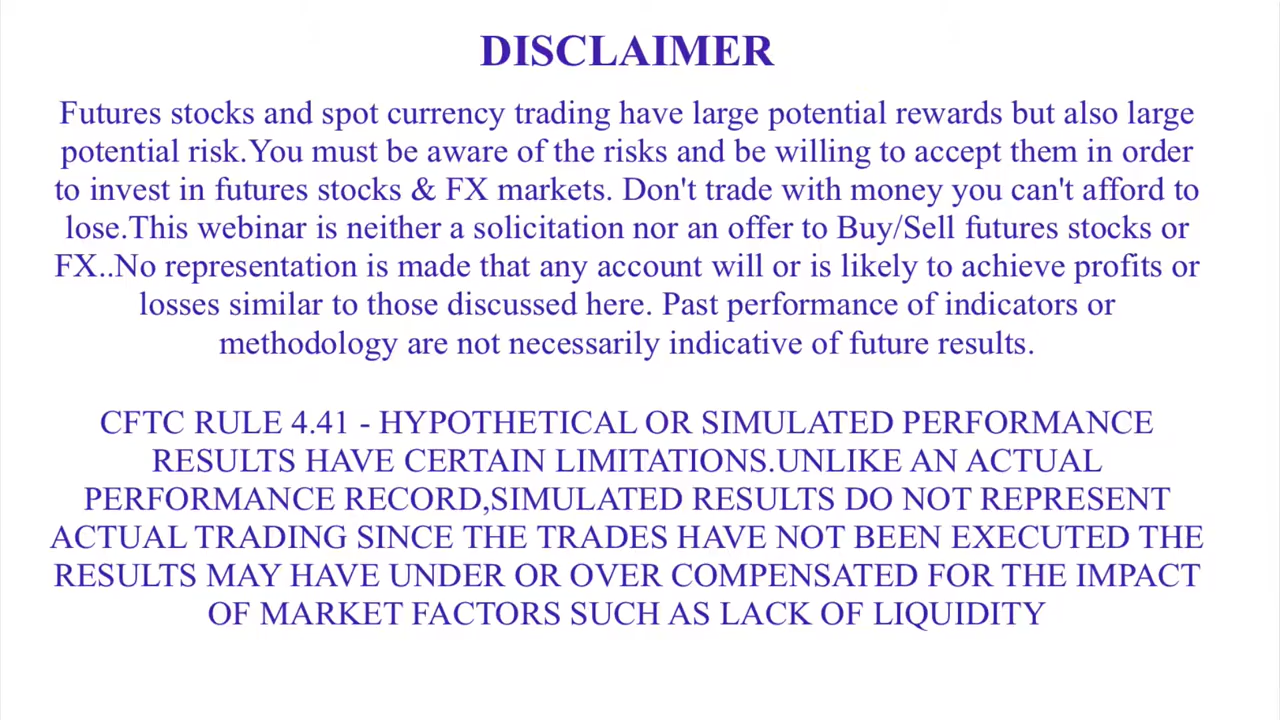 DISCLAIMER
Futures stocks and spot currency trading have large potential rewards but also large
potential risk.You must be aware of the risks and be willing to accept them in order
to invest in futures stocks & FX markets. Don't trade with money you can't afford to
lose.This webinar is neither a solicitation nor an offer to Buy/Sell futures stocks or
FX..No representation is made that any account will or is likely to achieve profits or
losses similar to those discussed here. Past performance of indicators or
methodology are not necessarily indicative of future results.
CFTC RULE 4.41 - HYPOTHETICAL OR SIMULATED PERFORMANCE
RESULTS HAVE CERTAIN LIMITATIONS.UNLIKE AN ACTUAL
PERFORMANCE RECORD,SIMULATED RESULTS DO NOT REPRESENT
ACTUAL TRADING SINCE THE TRADES HAVE NOT BEEN EXECUTED THE
RESULTS MAY HAVE UNDER OR OVER COMPENSATED FOR THE IMPACT
OF MARKET FACTORS SUCH AS LACK OF LIQUIDITY